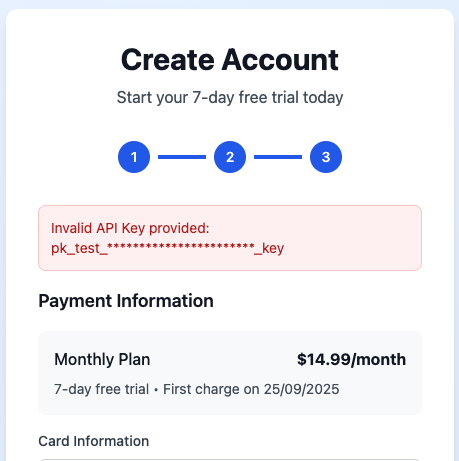 Create Account
Start your 7-day free trial today
1 2 3
Invalid API Key provided:
pk_test_***********************_key
Payment Information
Monthly Plan $14.99/month
7-day free trial • First charge on 25/09/2025
Card Information